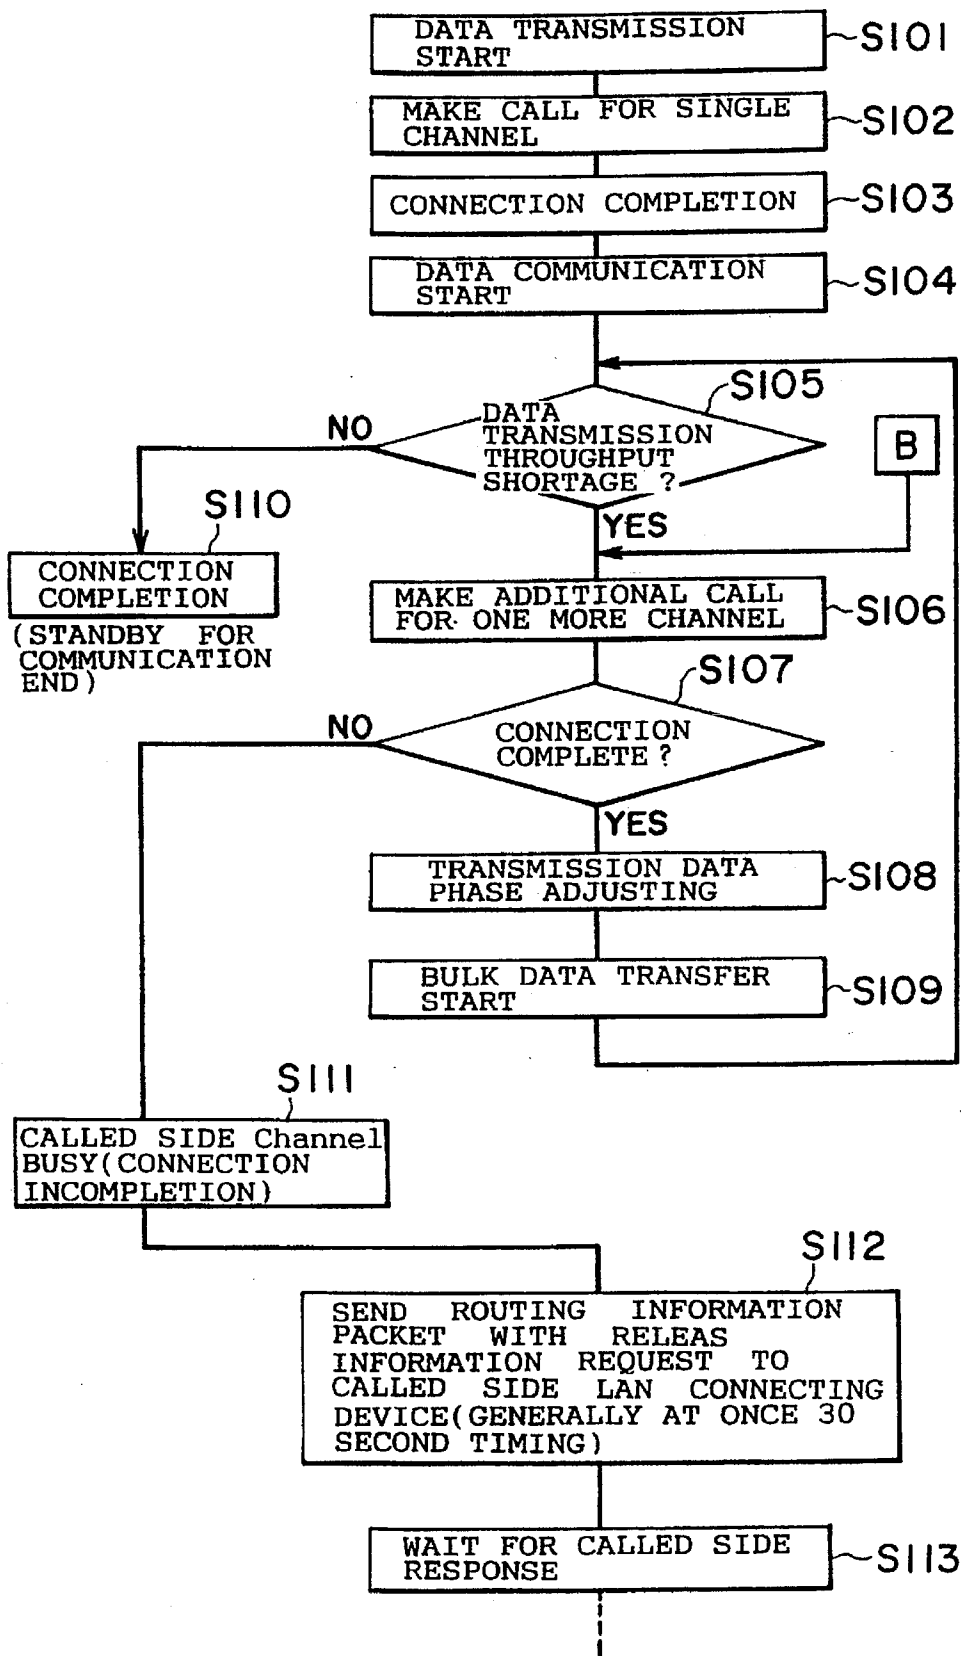 DATA TRANSMISSION
START
S101
MAKE CALL FOR SINGLE
CHANNEL
S102
CONNECTION COMPLETION
S103
DATA COMMUNICATION
START
S104
S105
DATA
TRANSMISSION
THROUGHPUT
SHORTAGE ?
NO
B
YES
S110
CONNECTION
COMPLETION
(STANDBY FOR
COMMUNICATION
END)
MAKE ADDITIONAL CALL
FOR ONE MORE CHANNEL
S106
S107
NO
CONNECTION
COMPLETE?
YES
TRANSMISSION DATA
PHASE ADJUSTING
S108
BULK DATA TRANSFER
START
S109
S111
CALLED SIDE Channel
BUSY(CONNECTION
INCOMPLETION)
S112
SEND ROUTING INFORMATION
PACKET WITH RELEAS
INFORMATION REQUEST TO
CALLED SIDE LAN CONNECTING
DEVICE(GENERALLY AT ONCE 30
SECOND TIMING)
WAIT FOR CALLED SIDE
RESPONSE
S113